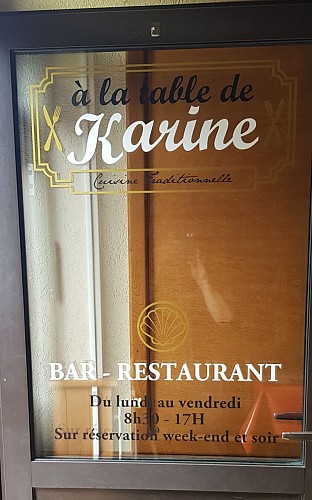 à la table de
Karine
Cuisine Traditionnelle
BAR - RESTAURANT
Du lundi au vendredi
8h30 - 17H
Sur réservation week-end et soir